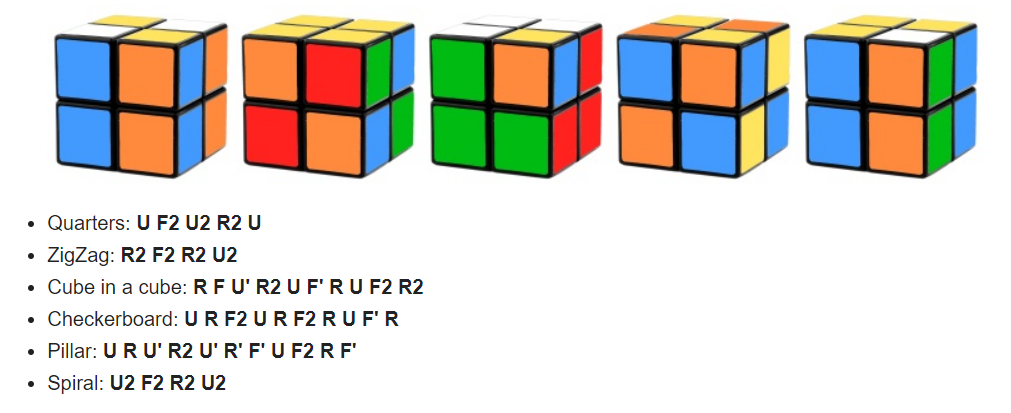 Quarters: U F2 U2 R2 U
ZigZag: R2 F2 R2 U2
Cube in a cube: R F U' R2 U F' R U F2 R2
Checkerboard: U R F2 U R F2 R U F' R
Pillar: U R U' R2 U' R' F' U F2 R F'
Spiral: U2 F2 R2 U2